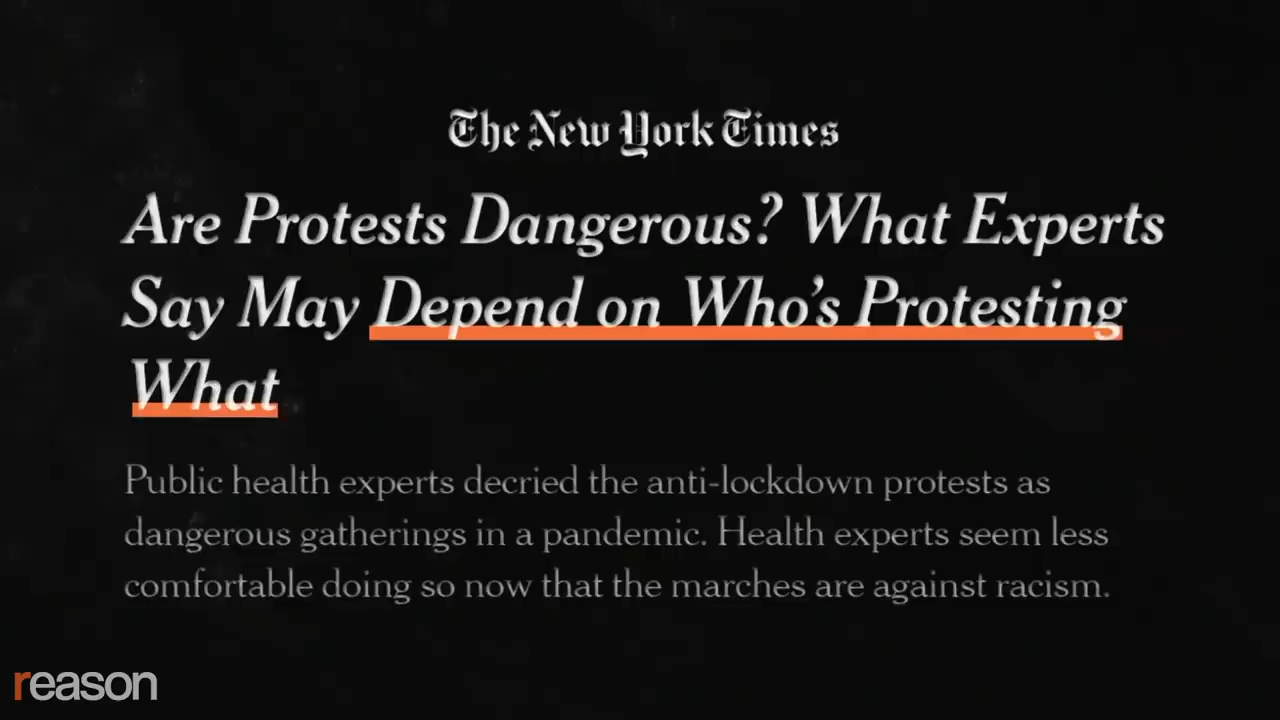 The New York Times
Are Protests Dangerous? What Experts
Say May Depend on Who's Protesting
What
Public health experts decried the anti-lockdown protests as
dangerous gatherings in a pandemic. Health experts seem less
comfortable doing so now that the marches are against racism.
reason